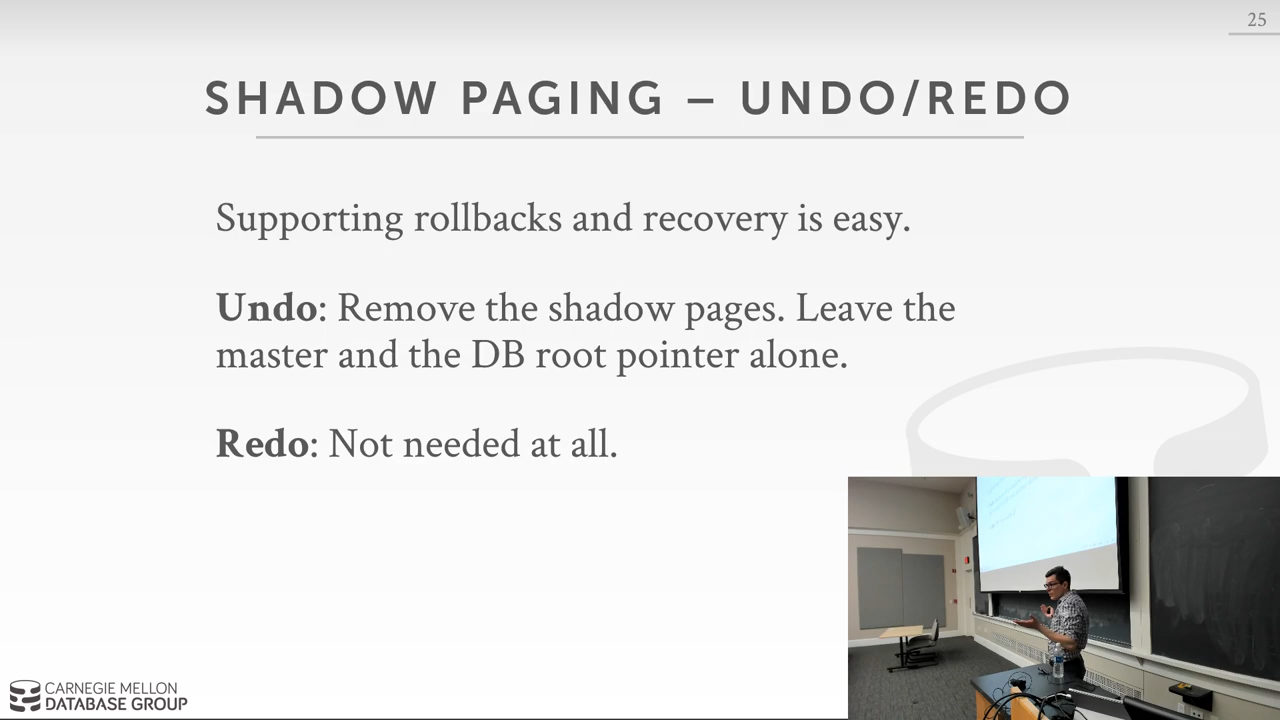 25
SHADOW PAGING – UNDO/REDO
Supporting rollbacks and recovery is easy.
Undo: Remove the shadow pages. Leave the
master and the DB root pointer alone.
Redo: Not needed at all.
CARNEGIE MELLON
DATABASE GROUP